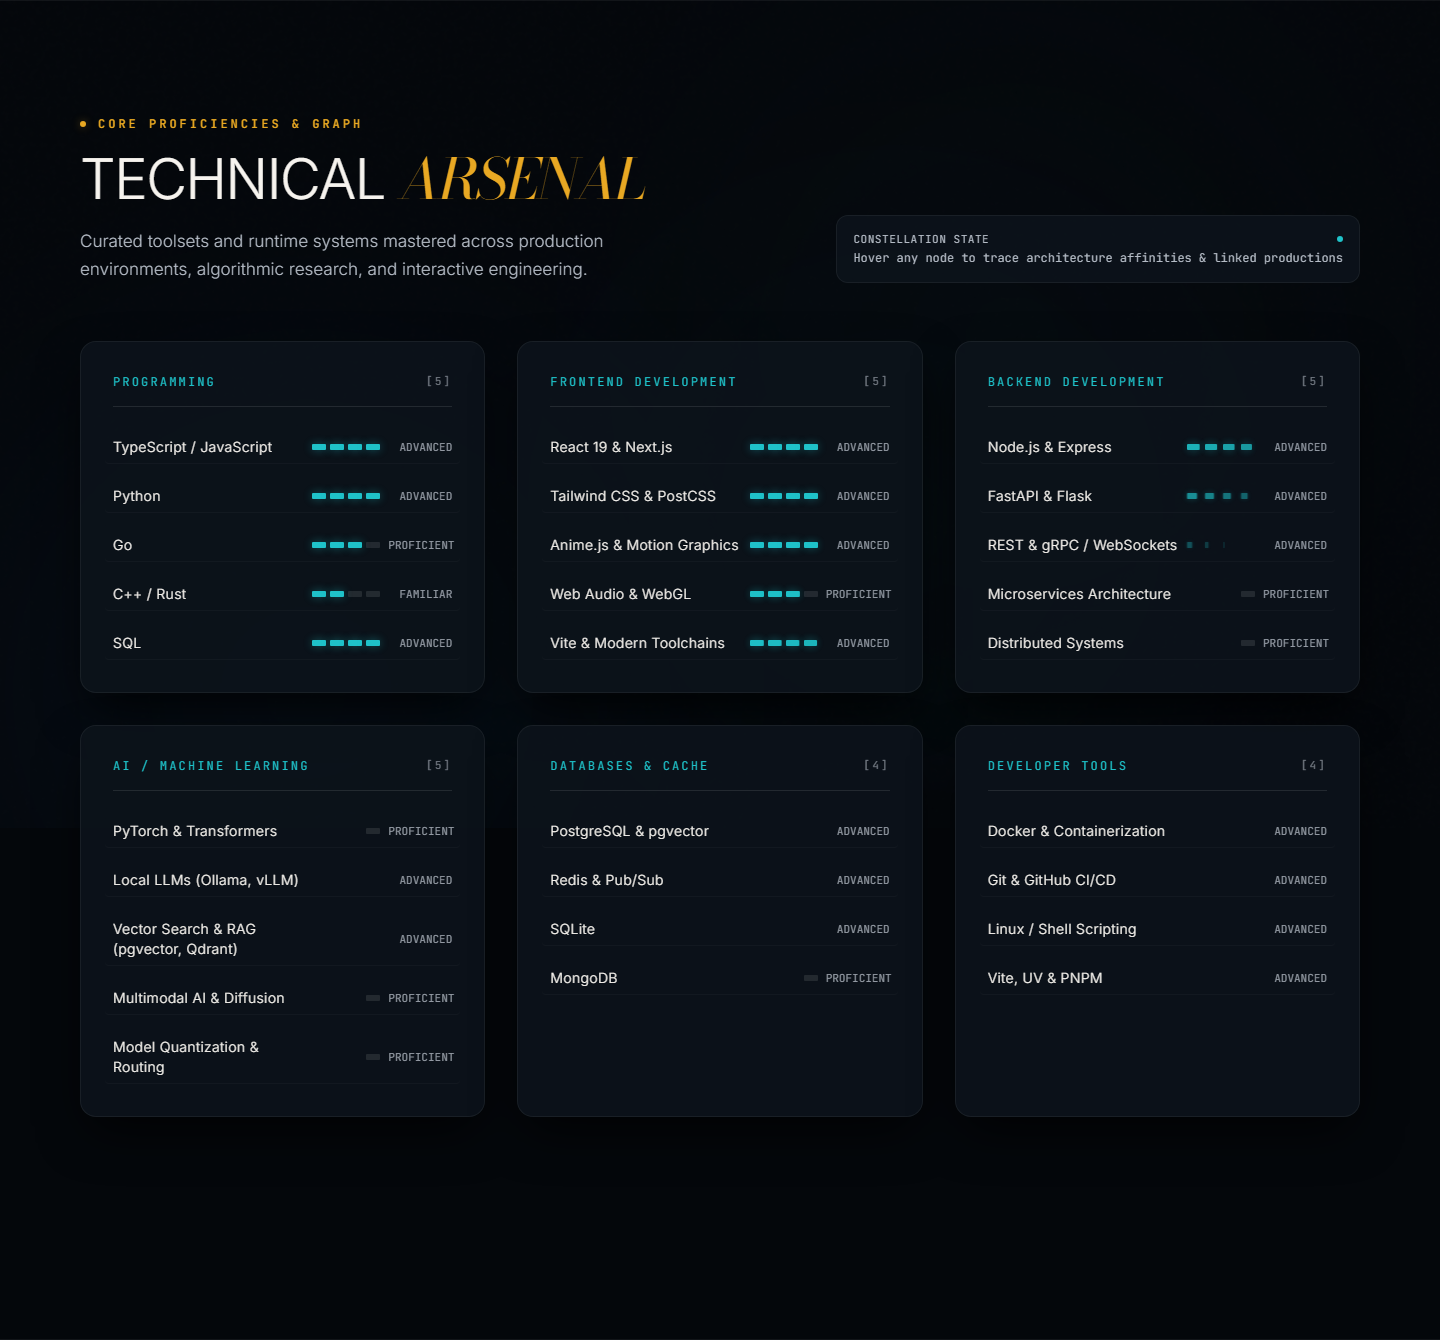 CORE PROFICIENCIES & GRAPH
TECHNICAL ARSENAL
Curated toolsets and runtime systems mastered across production
environments, algorithmic research, and interactive engineering.
CONSTELLATION STATE
Hover any node to trace architecture affinities & linked productions
PROGRAMMING [5]
TypeScript / JavaScript ADVANCED
Python ADVANCED
Go PROFICIENT
C++ / Rust FAMILIAR
SQL ADVANCED
FRONTEND DEVELOPMENT [5]
React 19 & Next.js ADVANCED
Tailwind CSS & PostCSS ADVANCED
Anime.js & Motion Graphics ADVANCED
Web Audio & WebGL PROFICIENT
Vite & Modern Toolchains ADVANCED
BACKEND DEVELOPMENT [5]
Node.js & Express ADVANCED
FastAPI & Flask ADVANCED
REST & gRPC / WebSockets ADVANCED
Microservices Architecture PROFICIENT
Distributed Systems PROFICIENT
AI / MACHINE LEARNING [5]
PyTorch & Transformers PROFICIENT
Local LLMs (Ollama, vLLM) ADVANCED
Vector Search & RAG
(pgvector, Qdrant) ADVANCED
Multimodal AI & Diffusion PROFICIENT
Model Quantization &
Routing PROFICIENT
DATABASES & CACHE [4]
PostgreSQL & pgvector ADVANCED
Redis & Pub/Sub ADVANCED
SQLite ADVANCED
MongoDB PROFICIENT
DEVELOPER TOOLS [4]
Docker & Containerization ADVANCED
Git & GitHub CI/CD ADVANCED
Linux / Shell Scripting ADVANCED
Vite, UV & PNPM ADVANCED